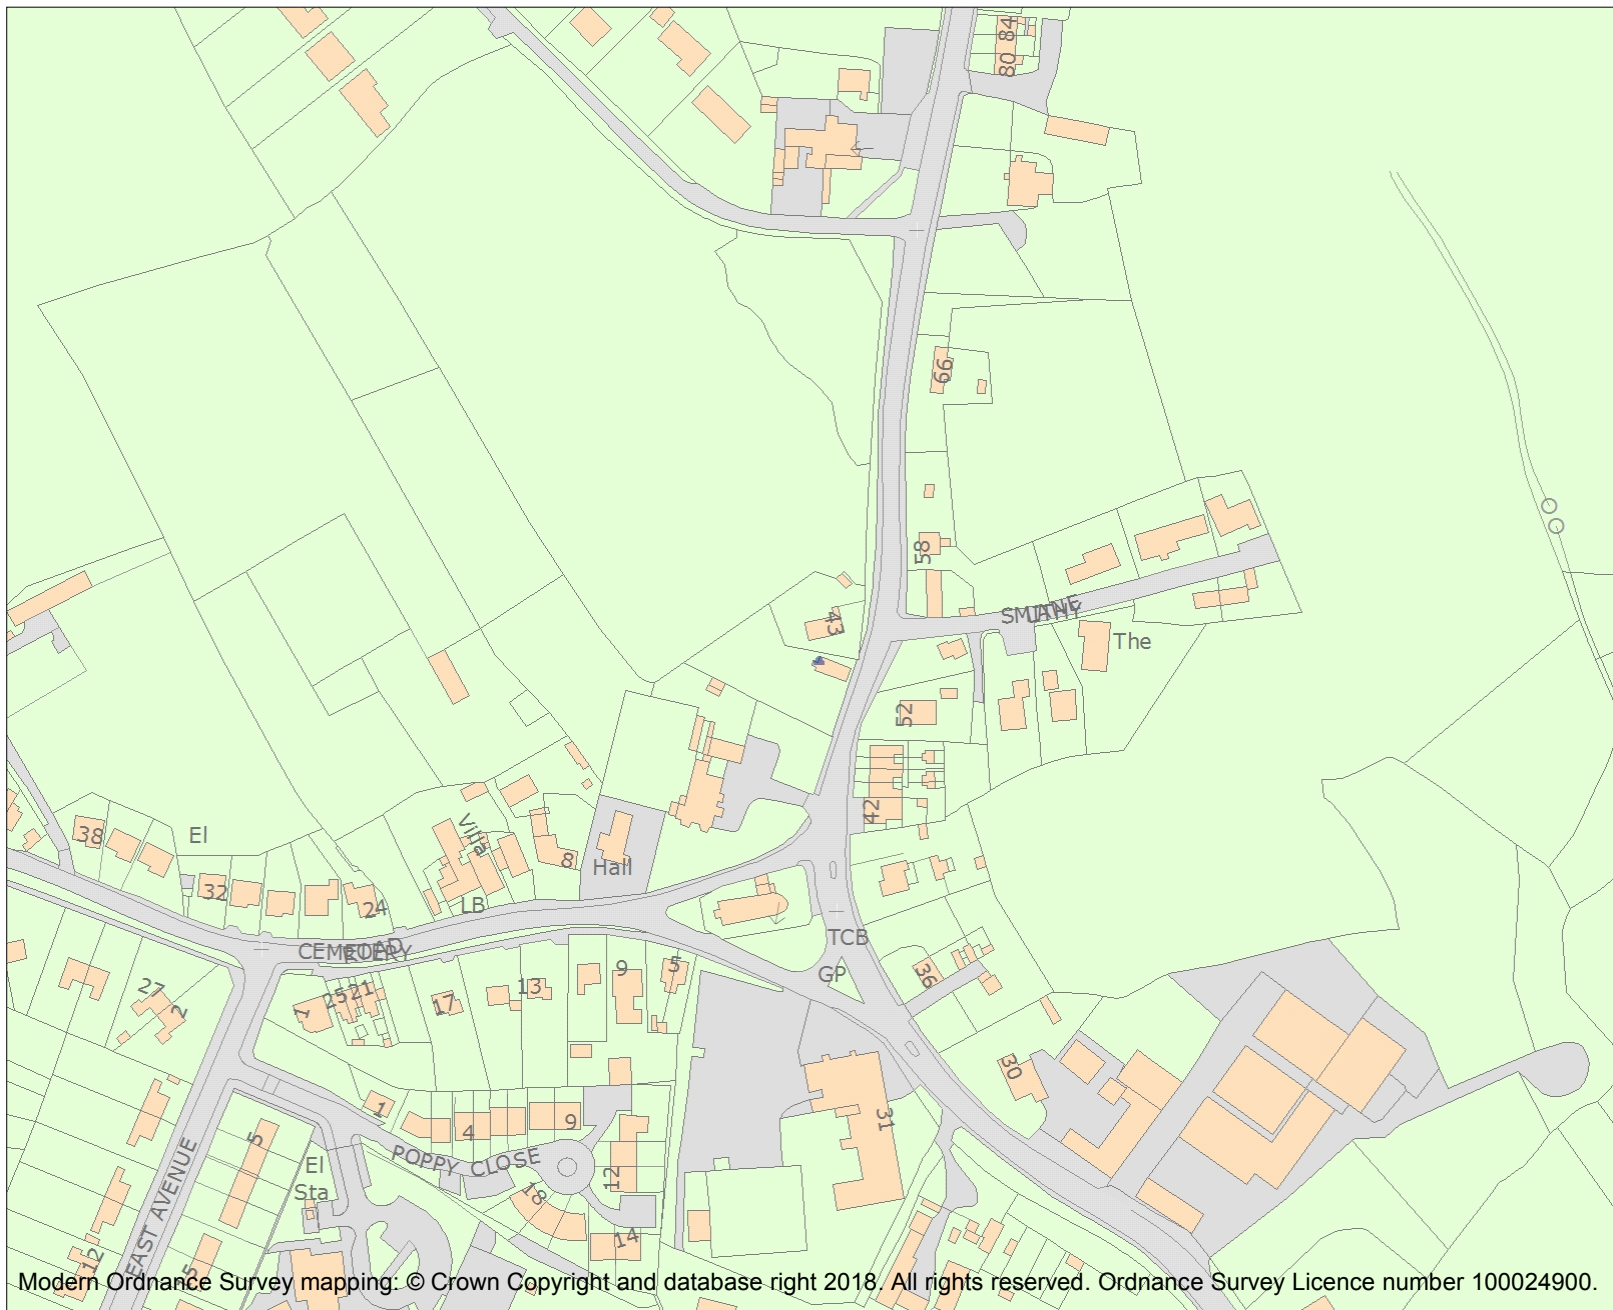 84
80
66
58
SMITHY LANE
43
The
52
42
38
El
Villa
8
Hall
32
24
LB
CEMETERY ROAD
TCB
GP
36
27
2
1
25
21
17
13
9
5
30
31
1
4
9
POPPY CLOSE
12
18
14
5
El
Sta
EAST AVENUE
12
15
Modern Ordnance Survey mapping: © Crown Copyright and database right 2018. All rights reserved. Ordnance Survey Licence number 100024900.